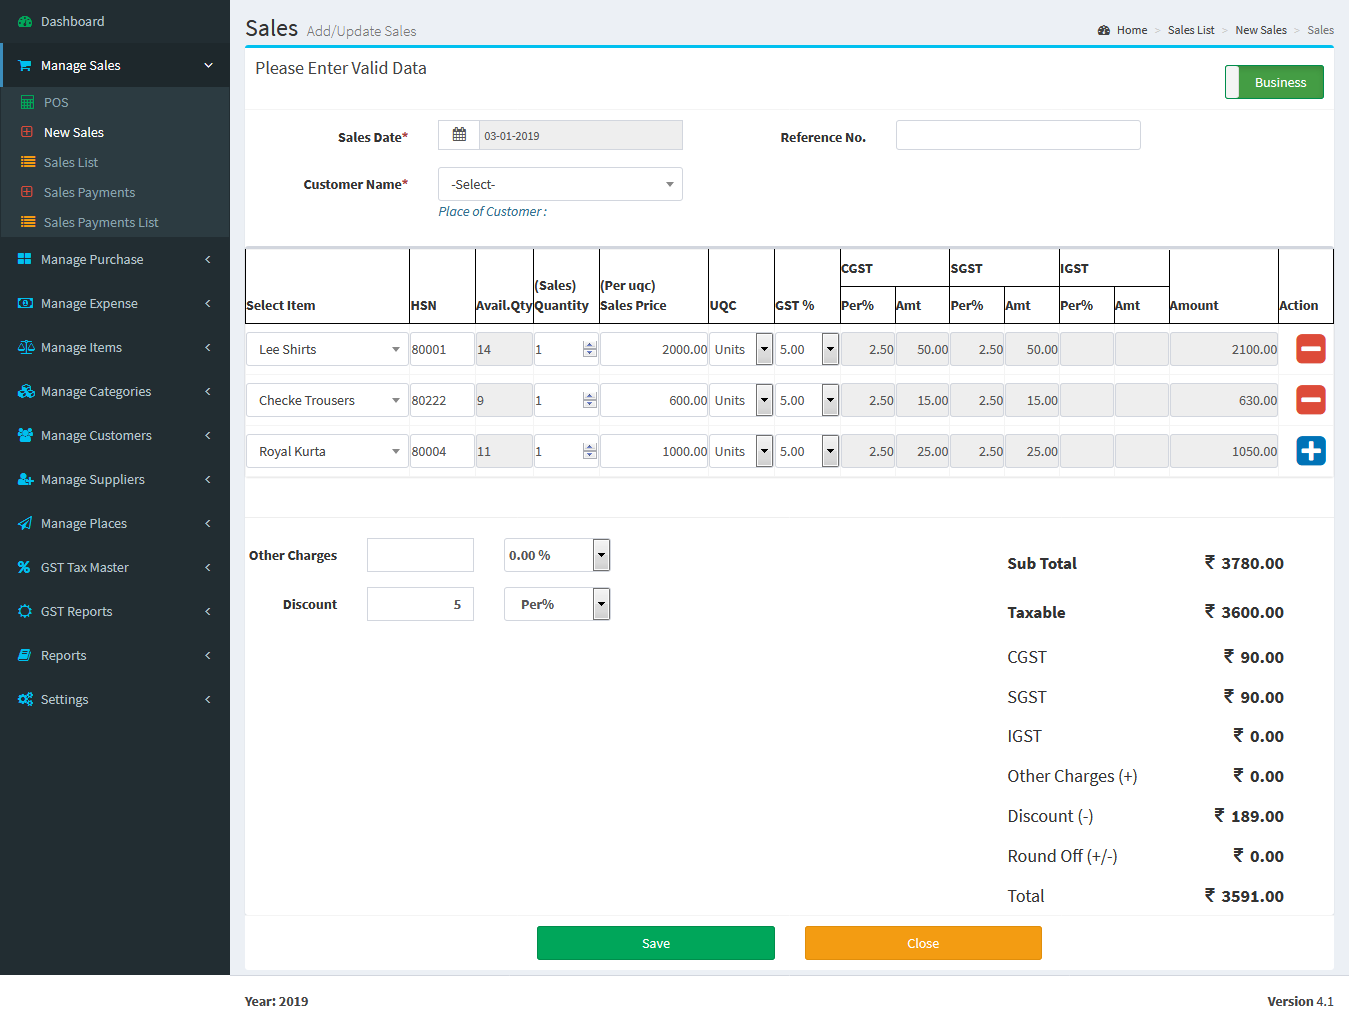 Dashboard
Manage Sales
POS
New Sales
Sales List
Sales Payments
Sales Payments List
Manage Purchase
Manage Expense
Manage Items
Manage Categories
Manage Customers
Manage Suppliers
Manage Places
GST Tax Master
GST Reports
Reports
Settings
Sales Add/Update Sales
Home > Sales List > New Sales > Sales
Please Enter Valid Data
Business
Sales Date* 03-01-2019 Reference No.
Customer Name* -Select-
Place of Customer :
CGST SGST IGST
(Sales) (Per uqc)
Select Item HSN Avail.Qty Quantity Sales Price UQC GST % Per% Amt Per% Amt Per% Amt Amount Action
Lee Shirts 80001 14 1 2000.00 Units 5.00 2.50 50.00 2.50 50.00 2100.00
Checke Trousers 80222 9 1 600.00 Units 5.00 2.50 15.00 2.50 15.00 630.00
Royal Kurta 80004 11 1 1000.00 Units 5.00 2.50 25.00 2.50 25.00 1050.00
Other Charges 0.00 %
Discount 5 Per%
Sub Total ₹ 3780.00
Taxable ₹ 3600.00
CGST ₹ 90.00
SGST ₹ 90.00
IGST ₹ 0.00
Other Charges (+) ₹ 0.00
Discount (-) ₹ 189.00
Round Off (+/-) ₹ 0.00
Total ₹ 3591.00
Save Close
Year: 2019 Version 4.1